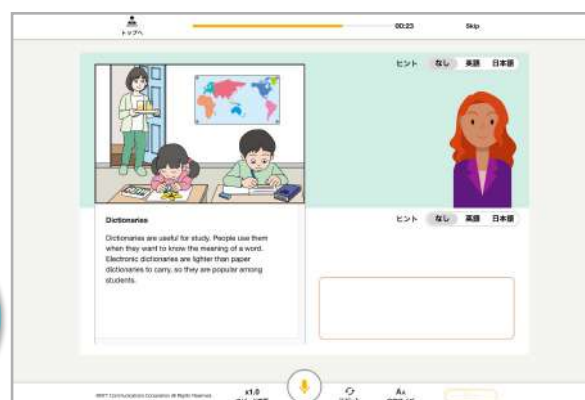 トップへ
00:23
Skip
ヒント なし 英語 日本語
Dictionaries
Dictionaries are useful for study. People use them
when they want to know the meaning of a word.
Electronic dictionaries are lighter than paper
dictionaries to carry, so they are popular among
students.
ヒント なし 英語 日本語
x1.0
AA